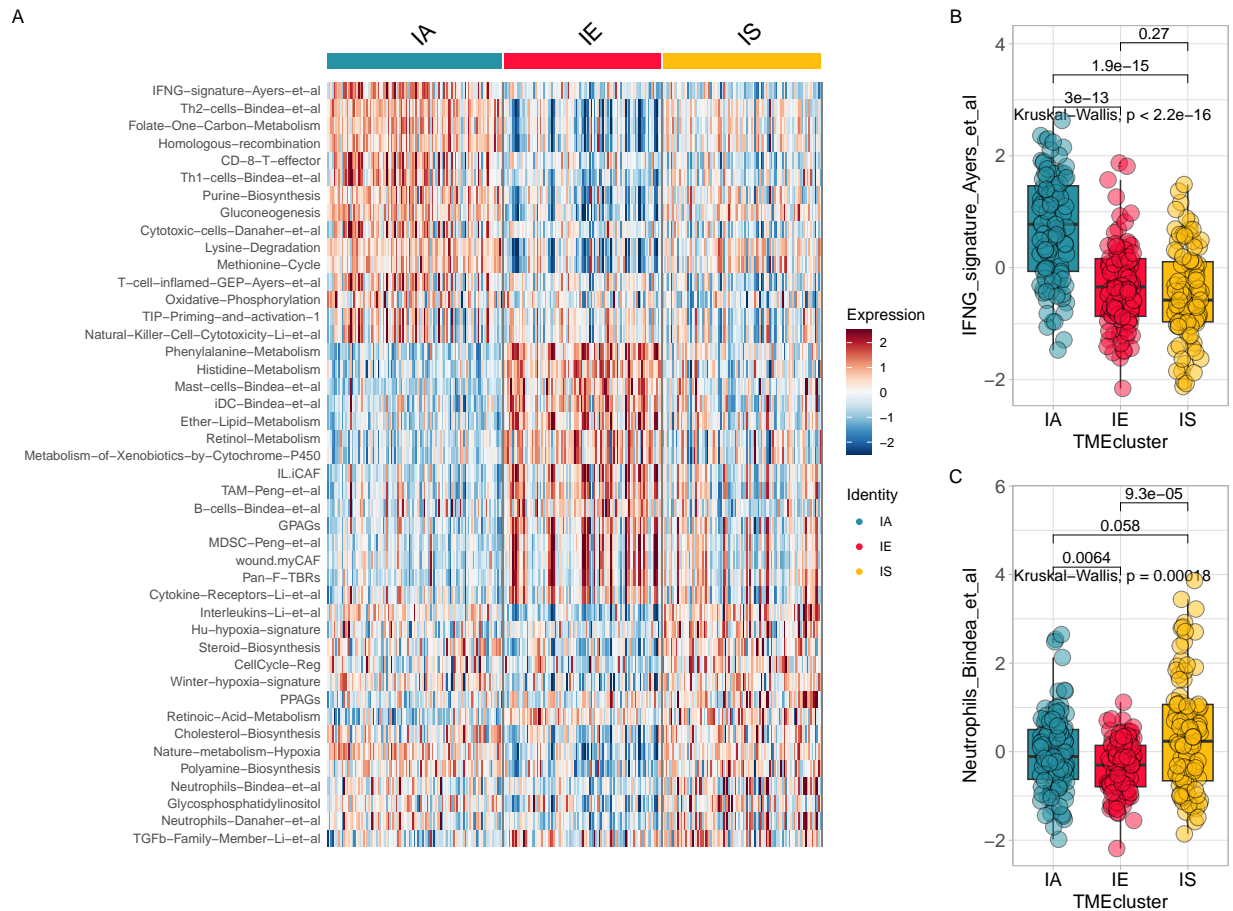 A
IA
IE
IS
IFNG−signature−Ayers−et−al
Th2−cells−Bindea−et−al
Folate−One−Carbon−Metabolism
Homologous−recombination
CD−8−T−effector
Th1−cells−Bindea−et−al
Purine−Biosynthesis
Gluconeogenesis
Cytotoxic−cells−Danaher−et−al
Lysine−Degradation
Methionine−Cycle
T−cell−inflamed−GEP−Ayers−et−al
Oxidative−Phosphorylation
TIP−Priming−and−activation−1
Natural−Killer−Cell−Cytotoxicity−Li−et−al
Phenylalanine−Metabolism
Histidine−Metabolism
Mast−cells−Bindea−et−al
iDC−Bindea−et−al
Ether−Lipid−Metabolism
Retinol−Metabolism
Metabolism−of−Xenobiotics−by−Cytochrome−P450
IL.iCAF
TAM−Peng−et−al
B−cells−Bindea−et−al
GPAGs
MDSC−Peng−et−al
wound.myCAF
Pan−F−TBRs
Cytokine−Receptors−Li−et−al
Interleukins−Li−et−al
Hu−hypoxia−signature
Steroid−Biosynthesis
CellCycle−Reg
Winter−hypoxia−signature
PPAGs
Retinoic−Acid−Metabolism
Cholesterol−Biosynthesis
Nature−metabolism−Hypoxia
Polyamine−Biosynthesis
Neutrophils−Bindea−et−al
Glycosphosphatidylinositol
Neutrophils−Danaher−et−al
TGFb−Family−Member−Li−et−al
Expression
2
1
0
−1
−2
Identity
IA
IE
IS
B
IFNG_signature_Ayers_et_al
4
2
0
−2
0.27
1.9e−15
3e−13
Kruskal−Wallis, p < 2.2e−16
IA
IE
IS
TMEcluster
C
Neutrophils_Bindea_et_al
6
4
2
0
−2
9.3e−05
0.058
0.0064
Kruskal−Wallis, p = 0.00018
IA
IE
IS
TMEcluster